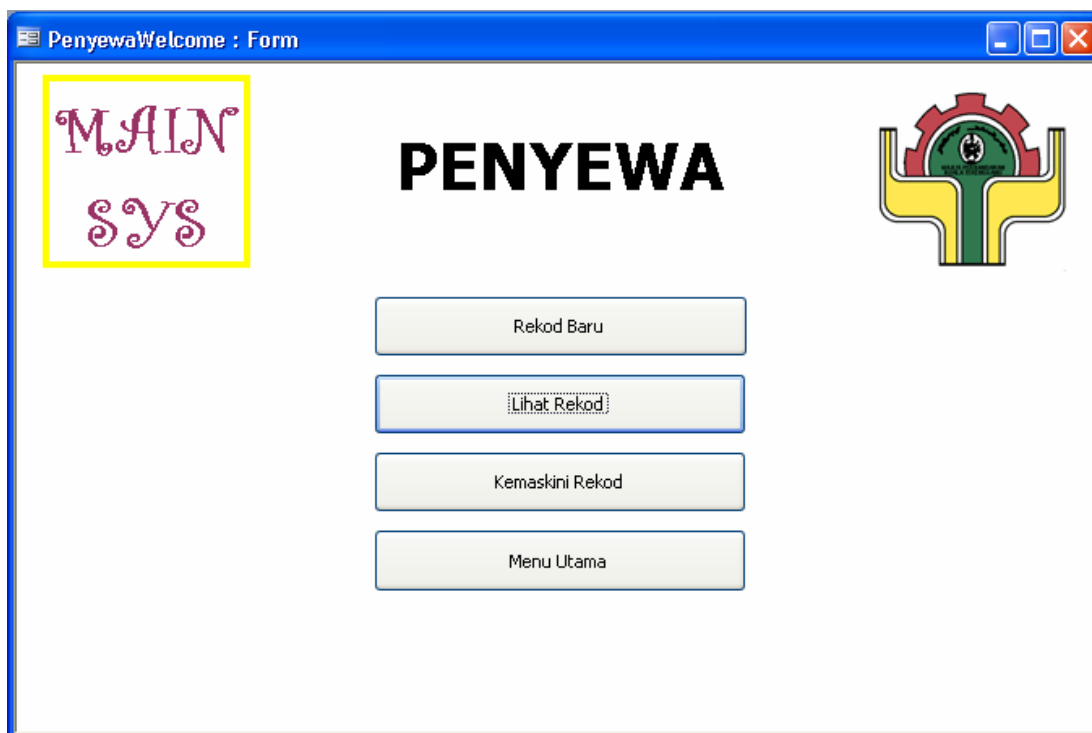 PenyewaWelcome : Form
MAIN
SYS
PENYEWA
Rekod Baru
Lihat Rekod
Kemaskini Rekod
Menu Utama